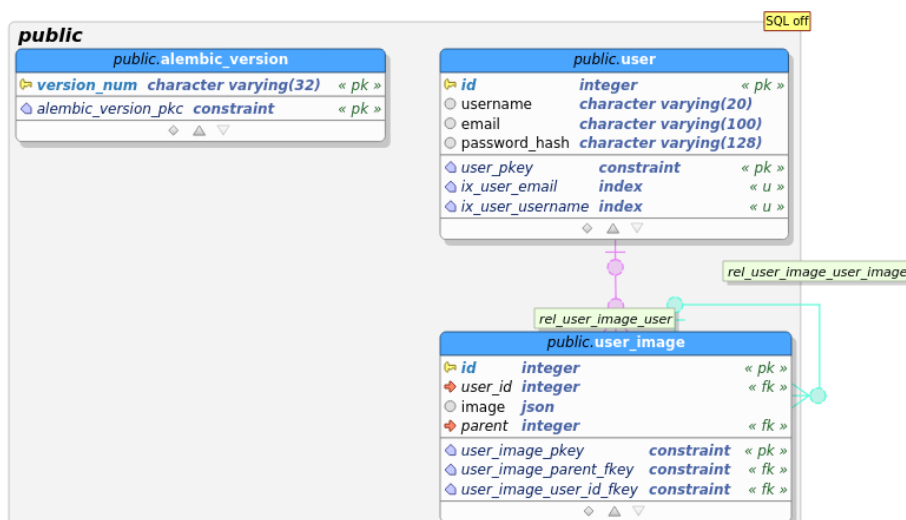 SQL off
public
public.alembic_version
version_num character varying(32) « pk »
alembic_version_pkc constraint « pk »
public.user
id integer « pk »
username character varying(20)
email character varying(100)
password_hash character varying(128)
user_pkey constraint « pk »
ix_user_email index « u »
ix_user_username index « u »
rel_user_image_user_image
rel_user_image_user
public.user_image
id integer « pk »
user_id integer « fk »
image json
parent integer « fk »
user_image_pkey constraint « pk »
user_image_parent_fkey constraint « fk »
user_image_user_id_fkey constraint « fk »